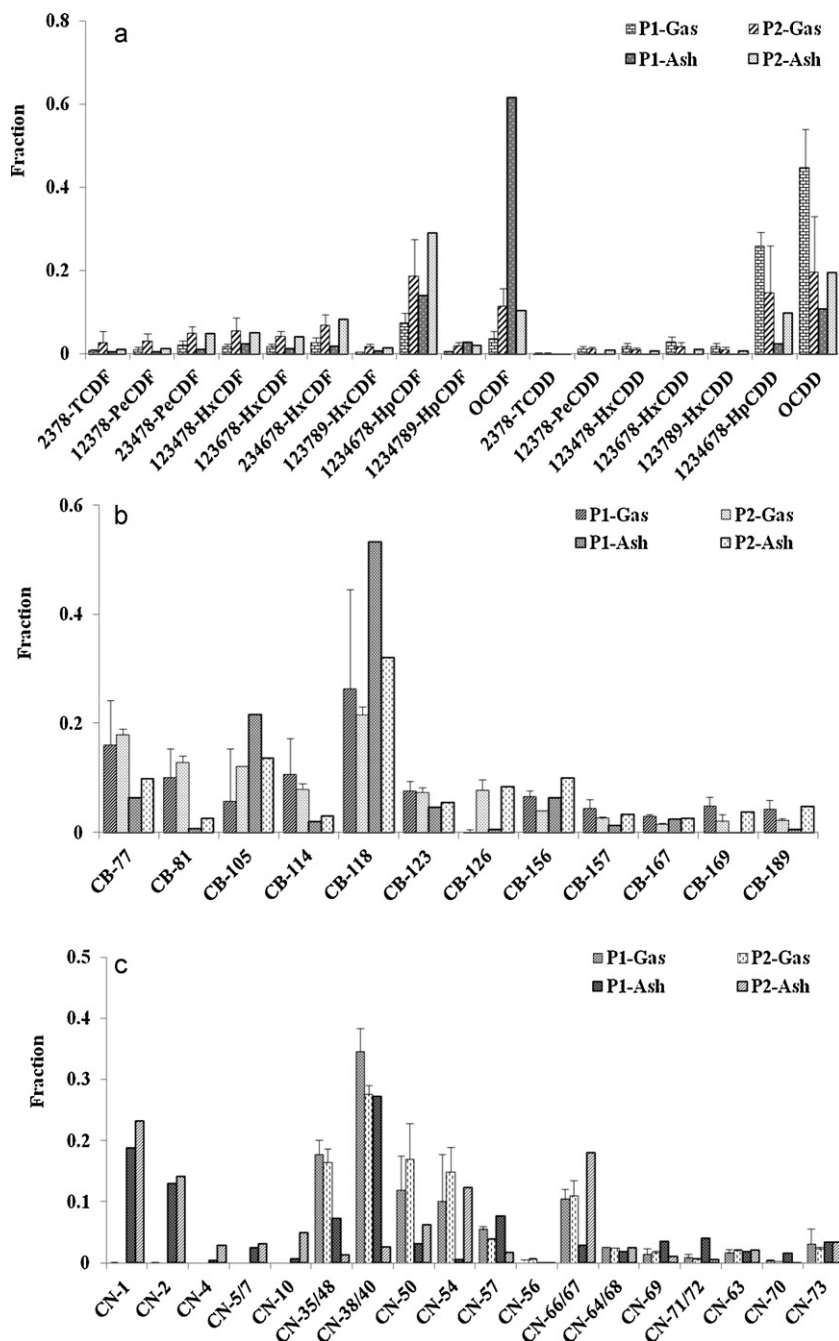 a
P1-Gas P2-Gas
P1-Ash P2-Ash
Fraction
0.8
0.6
0.4
0.2
0
2378-TCDF
12378-PeCDF
23478-PeCDF
123478-HxCDF
123678-HxCDF
234678-HxCDF
123789-HxCDF
1234678-HpCDF
1234789-HpCDF
OCDF
2378-TCDD
12378-PeCDD
123478-HxCDD
123678-HxCDD
123789-HxCDD
1234678-HpCDD
OCDD
b
P1-Gas P2-Gas
P1-Ash P2-Ash
Fraction
0.6
0.4
0.2
0
CB-77
CB-81
CB-105
CB-114
CB-118
CB-123
CB-126
CB-156
CB-157
CB-167
CB-169
CB-189
c
P1-Gas P2-Gas
P1-Ash P2-Ash
Fraction
0.5
0.4
0.3
0.2
0.1
0
CN-1
CN-2
CN-4
CN-5/7
CN-10
CN-35/48
CN-38/40
CN-50
CN-54
CN-57
CN-56
CN-66/67
CN-64/68
CN-69
CN-71/72
CN-63
CN-70
CN-73